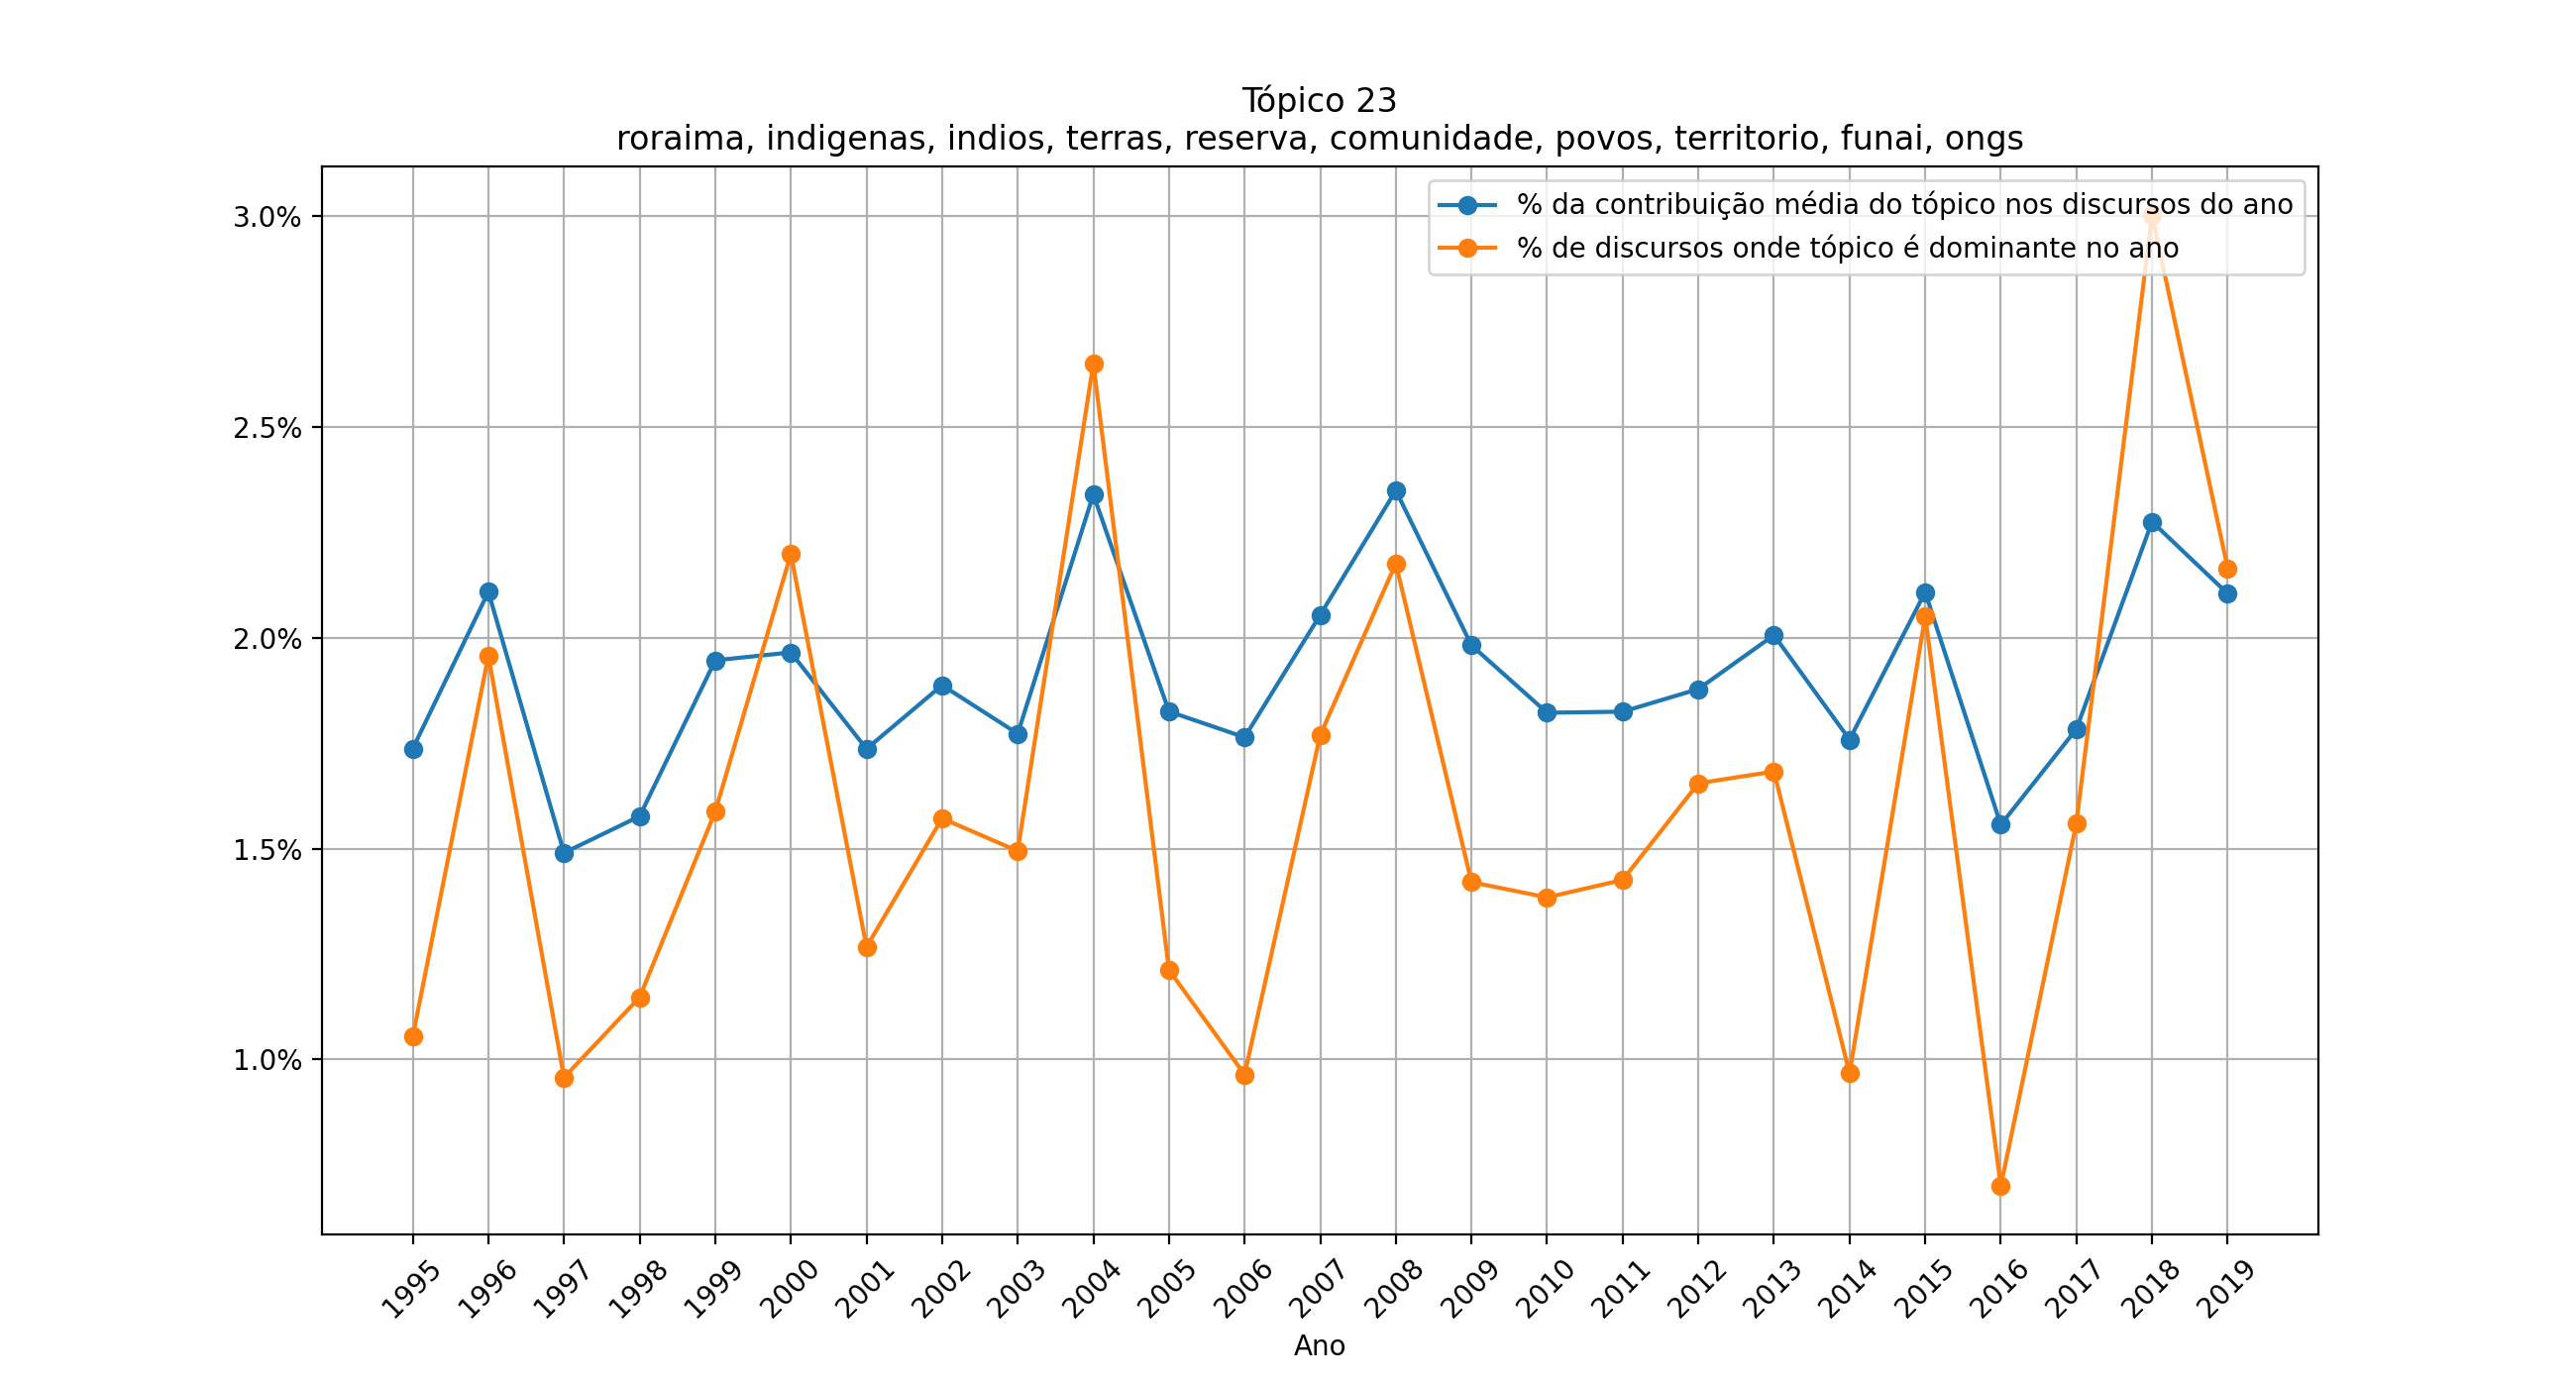 Tópico 23
roraima, indigenas, indios, terras, reserva, comunidade, povos, territorio, funai, ongs
% da contribuição média do tópico nos discursos do ano
% de discursos onde tópico é dominante no ano
3.0%
2.5%
2.0%
1.5%
1.0%
1995 1996 1997 1998 1999 2000 2001 2002 2003 2004 2005 2006 2007 2008 2009 2010 2011 2012 2013 2014 2015 2016 2017 2018 2019
Ano